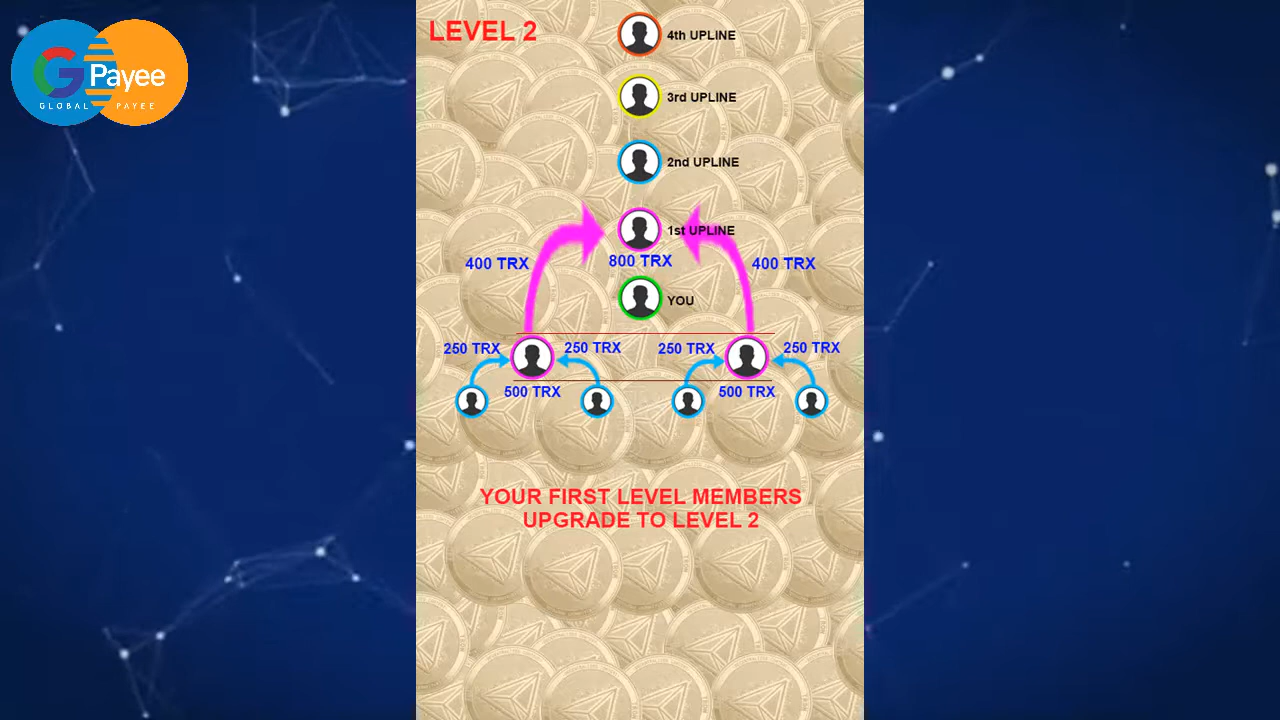 LEVEL 2
G Payee
GLOBAL PAYEE
4th UPLINE
3rd UPLINE
2nd UPLINE
1st UPLINE
400 TRX
800 TRX
400 TRX
YOU
250 TRX
250 TRX
250 TRX
250 TRX
500 TRX
500 TRX
YOUR FIRST LEVEL MEMBERS
UPGRADE TO LEVEL 2